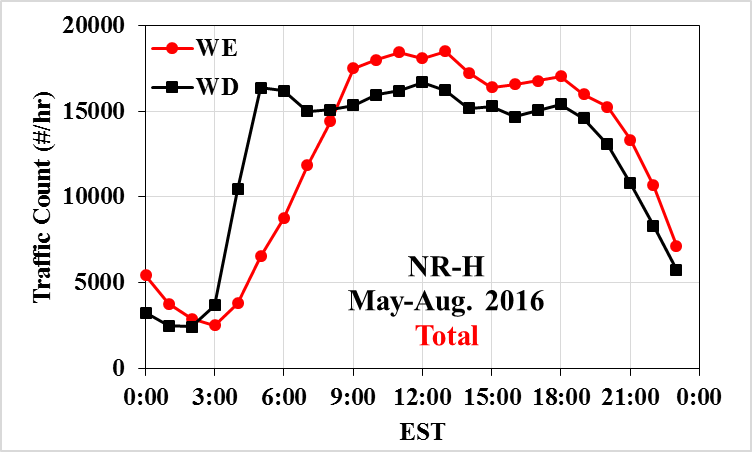 20000
15000
10000
5000
0
Traffic Count (#/hr)
WE
WD
NR-H
May-Aug. 2016
Total
0:00 3:00 6:00 9:00 12:00 15:00 18:00 21:00 0:00
EST